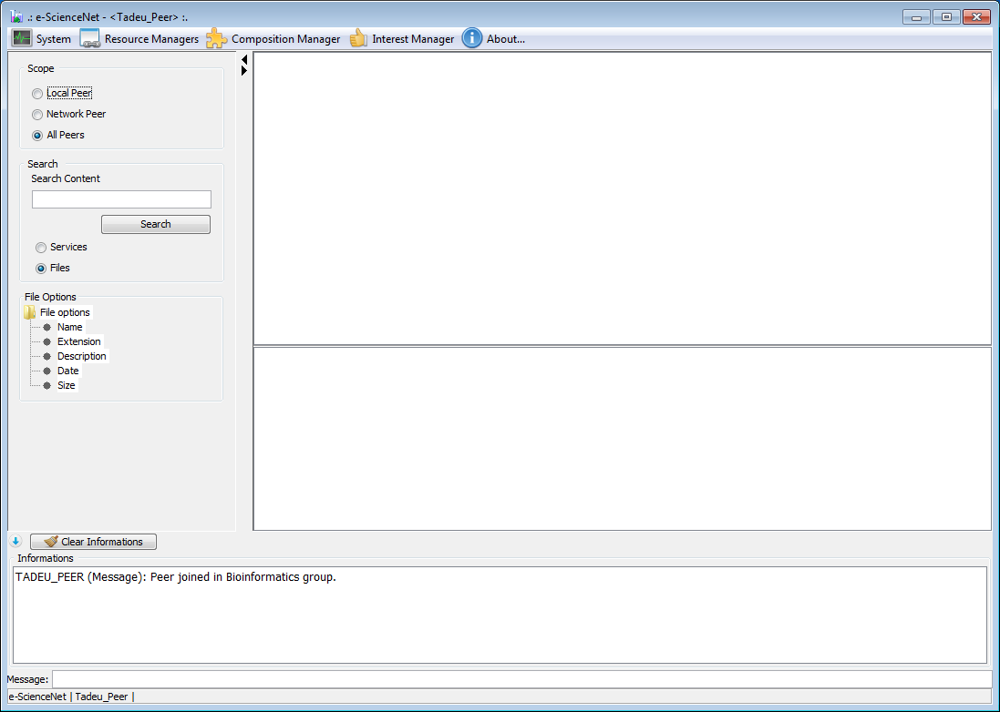 .: e-ScienceNet - <Tadeu_Peer> :.
System Resource Managers Composition Manager Interest Manager About...
Scope
Local Peer
Network Peer
All Peers
Search
Search Content
Search
Services
Files
File Options
File options
Name
Extension
Description
Date
Size
Clear Informations
Informations
TADEU_PEER (Message): Peer joined in Bioinformatics group.
Message:
e-ScienceNet | Tadeu_Peer |